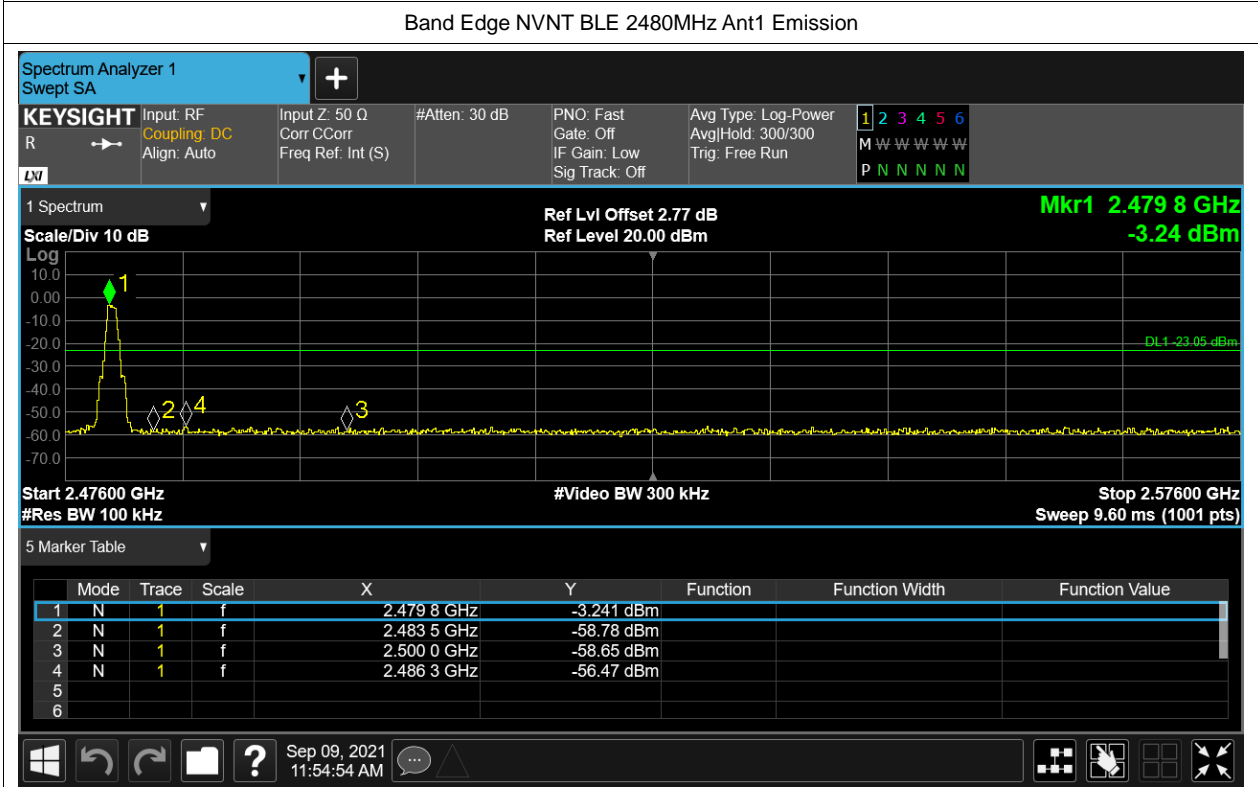 Band Edge NVNT BLE 2480MHz Ant1 Emission
Spectrum Analyzer 1
Swept SA
KEYSIGHT
R
LXI
Input: RF
Coupling: DC
Align: Auto
Input Z: 50 Ω
Corr CCorr
Freq Ref: Int (S)
#Atten: 30 dB
PNO: Fast
Gate: Off
IF Gain: Low
Sig Track: Off
Avg Type: Log-Power
Avg|Hold: 300/300
Trig: Free Run
1 2 3 4 5 6
M W W W W W
P N N N N N
1 Spectrum
Scale/Div 10 dB
Ref Lvl Offset 2.77 dB
Ref Level 20.00 dBm
Mkr1 2.479 8 GHz
-3.24 dBm
Log
10.0
0.00
-10.0
-20.0
-30.0
-40.0
-50.0
-60.0
-70.0
1
2
4
3
DL1 -23.05 dBm
Start 2.47600 GHz
#Res BW 100 kHz
#Video BW 300 kHz
Stop 2.57600 GHz
Sweep 9.60 ms (1001 pts)
5 Marker Table
Mode Trace Scale X Y Function Function Width Function Value
1 N 1 f 2.479 8 GHz -3.241 dBm
2 N 1 f 2.483 5 GHz -58.78 dBm
3 N 1 f 2.500 0 GHz -58.65 dBm
4 N 1 f 2.486 3 GHz -56.47 dBm
5
6
?
Sep 09, 2021
11:54:54 AM